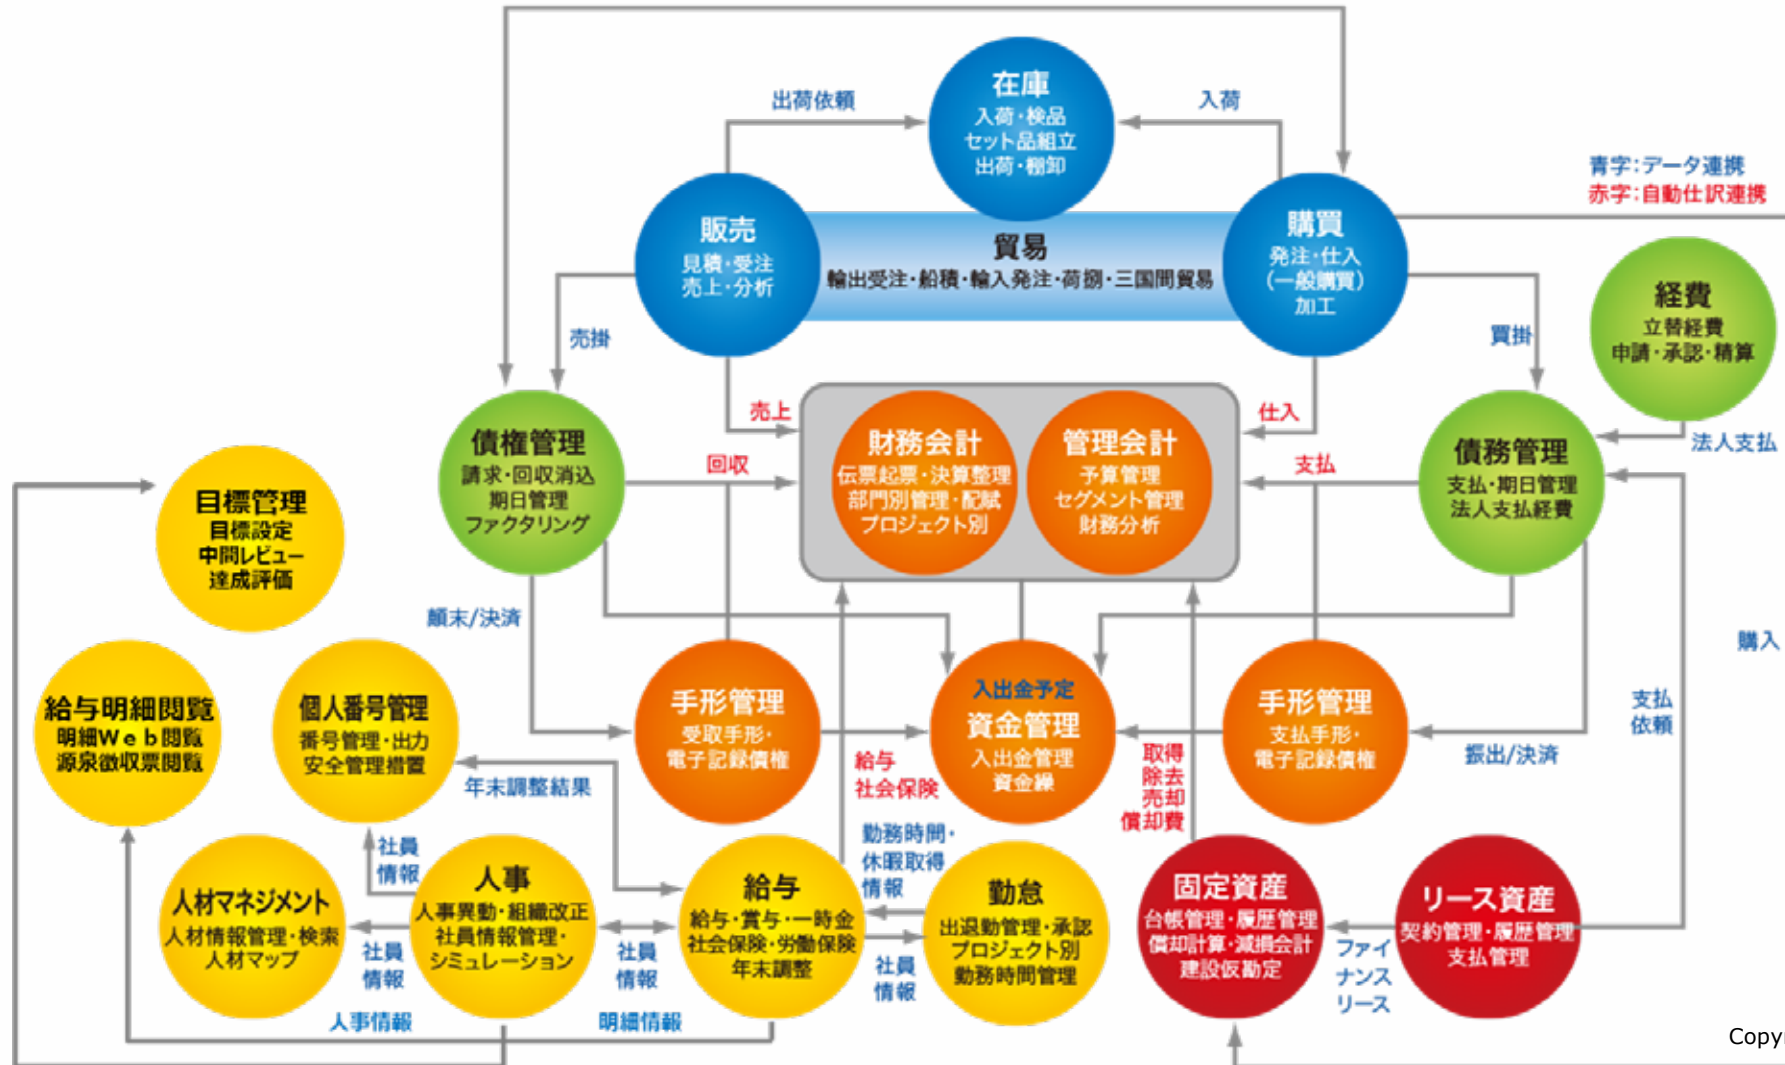 在庫
入荷・検品
セット品組立
出荷・棚卸
出荷依頼
入荷
青字：データ連携
赤字：自動仕訳連携
販売
見積・受注
売上・分析
貿易
輸出受注・船積・輸入発注・荷捌・三国間貿易
購買
発注・仕入
(一般購買)
加工
経費
立替経費
申請・承認・精算
売掛
買掛
売上
仕入
債権管理
請求・回収消込
期日管理
ファクタリング
回収
財務会計
伝票起票・決算整理
部門別管理・配賦
プロジェクト別
管理会計
予算管理
セグメント管理
財務分析
支払
債務管理
支払・期日管理
法人支払経費
法人支払
目標管理
目標設定
中間レビュー
達成評価
顛末/決済
購入
給与明細閲覧
明細Ｗｅｂ閲覧
源泉徴収票閲覧
個人番号管理
番号管理・出力
安全管理措置
手形管理
受取手形・
電子記録債権
入出金予定
資金管理
入出金管理
資金繰
手形管理
支払手形・
電子記録債権
支払
依頼
振出/決済
年末調整結果
給与
社会保険
取得
除去
売却
償却費
勤務時間・
休暇取得
情報
社員
情報
人材マネジメント
人材情報管理・検索
人材マップ
社員
情報
人事
人事異動・組織改正
社員情報管理・
シミュレーション
社員
情報
給与
給与・賞与・一時金
社会保険・労働保険
年末調整
社員
情報
勤怠
出退勤管理・承認
プロジェクト別
勤務時間管理
固定資産
台帳管理・履歴管理
償却計算・減損会計
建設仮勘定
ファイ
ナンス
リース
リース資産
契約管理・履歴管理
支払管理
人事情報
明細情報
Copy